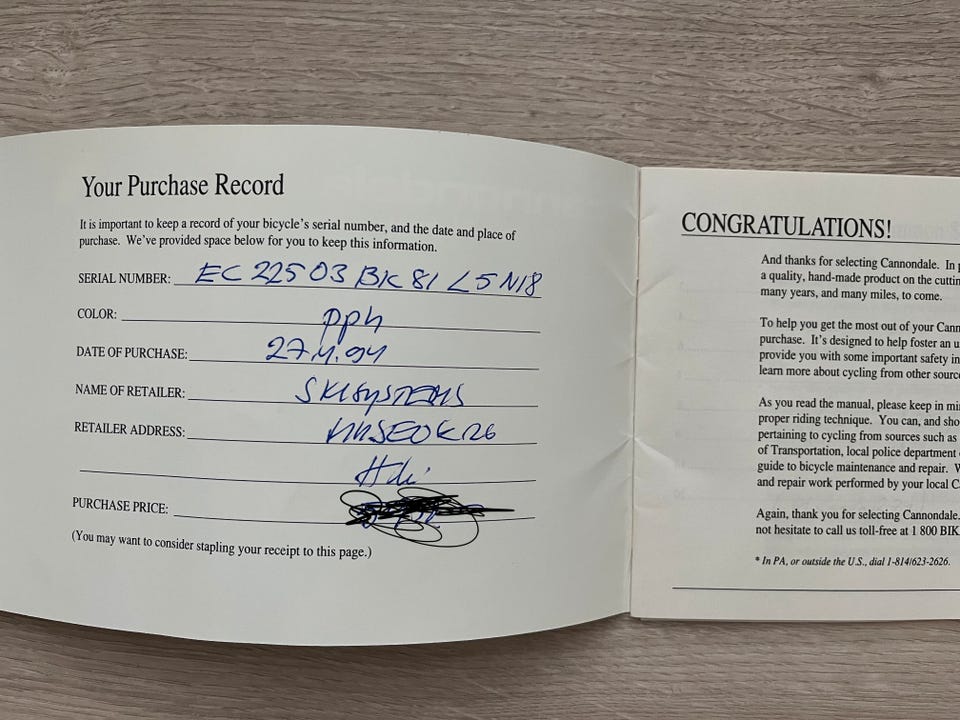 Your Purchase Record
It is important to keep a record of your bicycle's serial number, and the date and place of
purchase. We've provided space below for you to keep this information.
SERIAL NUMBER: EC 22503 BK 81 L5N18
COLOR: pph
DATE OF PURCHASE: 27.4.94
NAME OF RETAILER: SKISYSTEMS
RETAILER ADDRESS:
PURCHASE PRICE:
(You may want to consider stapling your receipt to this page.)
CONGRATULATIONS!
And thanks for selecting Cannondale. In
a quality, hand-made product on the
many years, and many miles, to come.
To help you get the most out of your
purchase. It's designed to help foster an
provide you with some important safety
learn more about cycling from other
As you read the manual, please keep in
proper riding technique. You can, and
pertaining to cycling from sources such as
of Transportation, local police department
guide to bicycle maintenance and repair.
and repair work performed by your local
Again, thank you for selecting Cannondale.
not hesitate to call us toll-free at 1 800 BIK
* In PA, or outside the U.S., dial 1-814/623-2626.